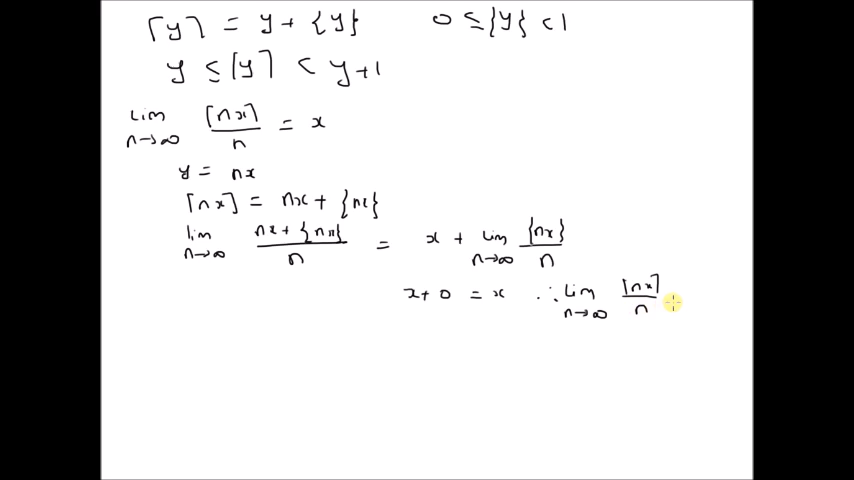 ⌈y⌉ = y + {y} 0 ≤ {y} < 1
y ≤ ⌈y⌉ < y+1
lim n→∞ ⌈nx⌉/n = x
y = nx
⌈nx⌉ = nx + {nx}
lim n→∞ (nx + {nx})/n = x + lim n→∞ {nx}/n
x + 0 = x ∴ lim n→∞ ⌈nx⌉/n